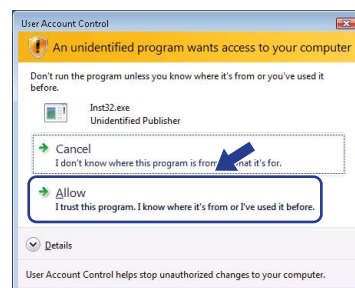 User Account Control
An unidentified program wants access to your computer
Don't run the program unless you know where it's from or you've used it
before.
Inst32.exe
Unidentified Publisher
Cancel
I don't know where this program is from it's for.
Allow
I trust this program. I know where it's from or I've used it before.
Details
User Account Control helps stop unauthorized changes to your computer.